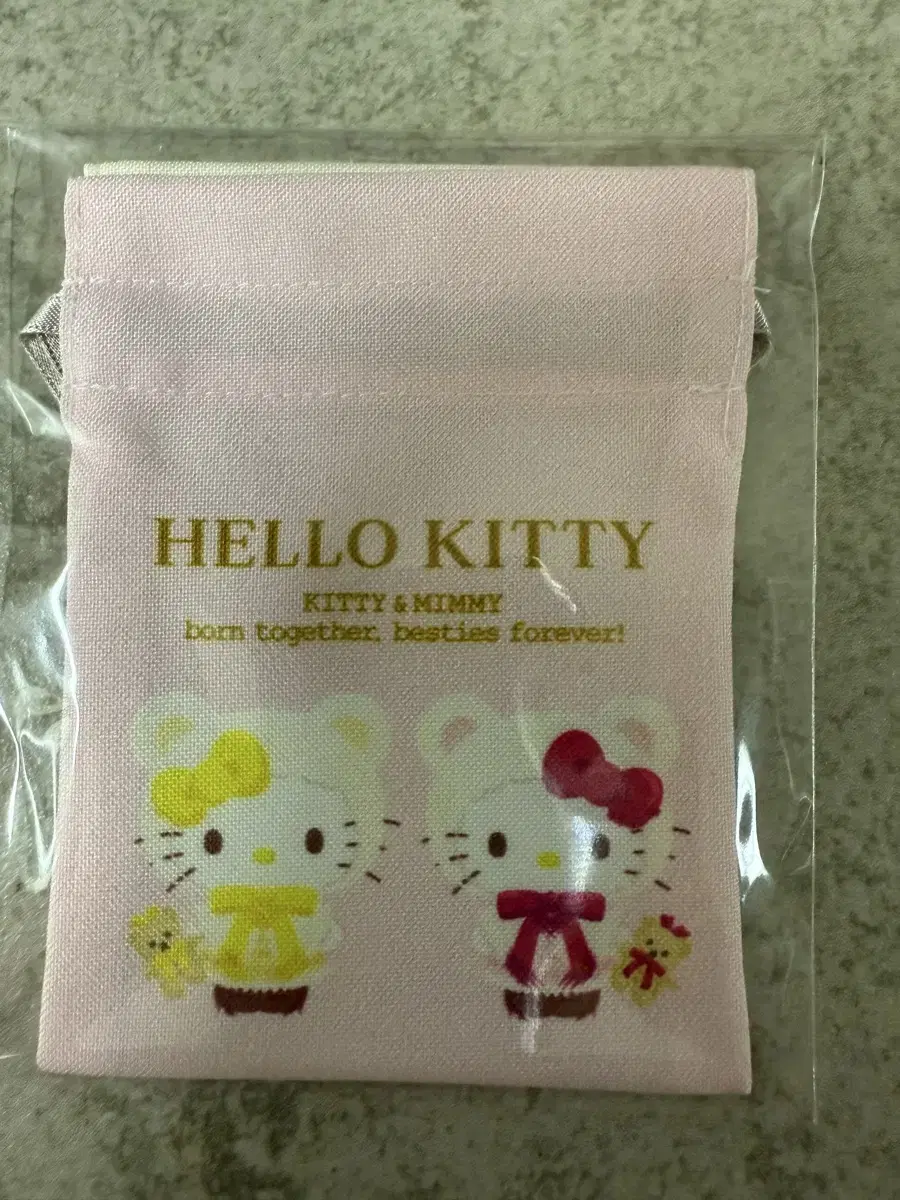 HELLO KITTY
KITTY & MIMMY
born together, besties forever!